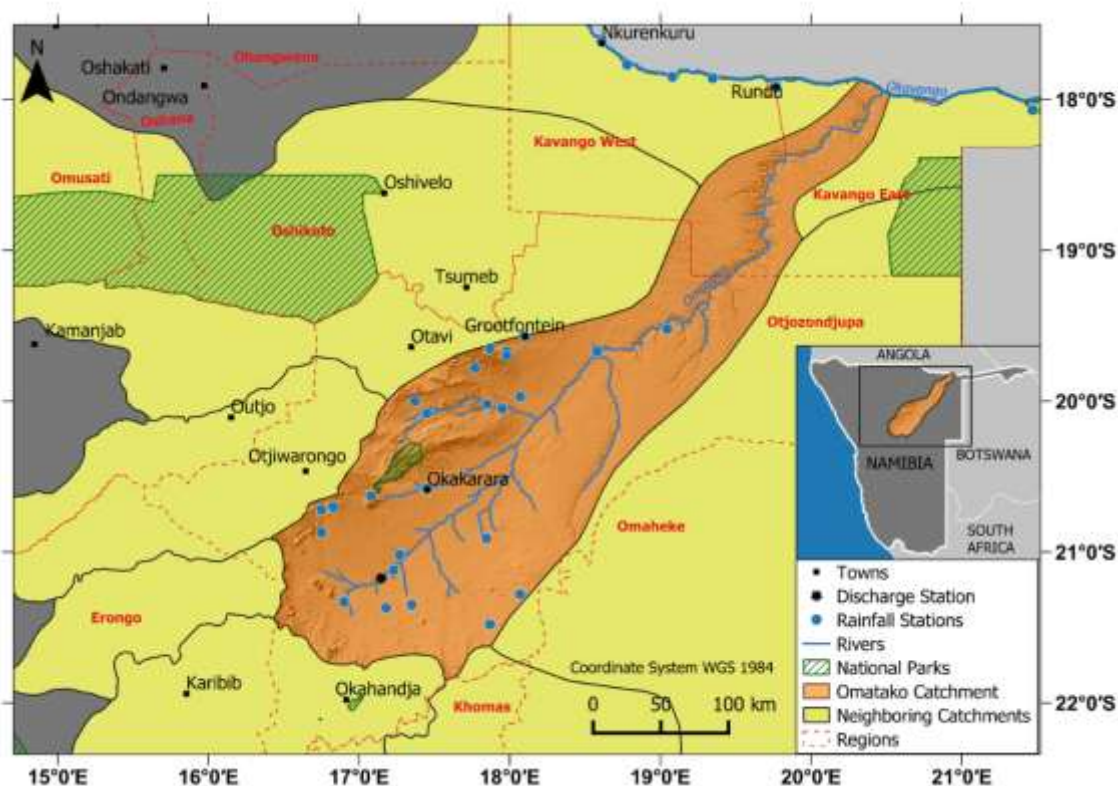 N
Nkurenkuru
Oshakati
Ohangwena
Ondangwa
Rundu
Okavango
Oshana
Kavango West
Omusati
Oshivelo
Kavango East
Oshikoto
Tsumeb
Grootfontein
Otjozondjupa
Kamanjab
Otavi
Outjo
Otjiwarongo
Okakarara
Omaheke
Erongo
Karibib
Okahandja
Khomas
ANGOLA
NAMIBIA
BOTSWANA
SOUTH
AFRICA
Towns
Discharge Station
Rainfall Stations
Rivers
National Parks
Omatako Catchment
Neighboring Catchments
Regions
Coordinate System WGS 1984
0 50 100 km
18°0'S
19°0'S
20°0'S
21°0'S
22°0'S
15°0'E 16°0'E 17°0'E 18°0'E 19°0'E 20°0'E 21°0'E